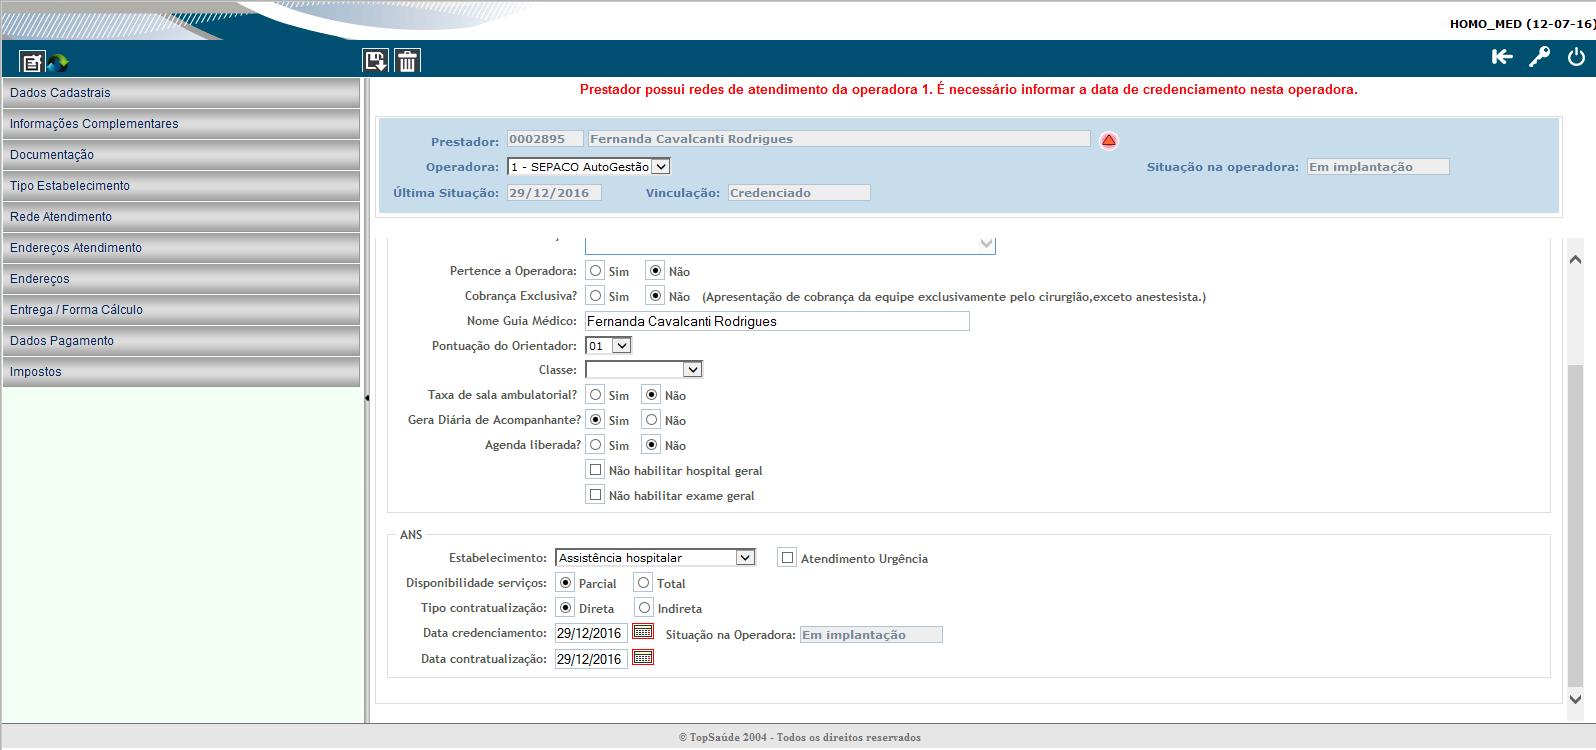 HOMO_MED (12-07-16)
Prestador possui redes de atendimento da operadora 1. É necessário informar a data de credenciamento nesta operadora.
Dados Cadastrais
Informações Complementares
Documentação
Tipo Estabelecimento
Rede Atendimento
Endereços Atendimento
Endereços
Entrega / Forma Cálculo
Dados Pagamento
Impostos
Prestador: 0002895 Fernanda Cavalcanti Rodrigues
Operadora: 1 - SEPACO AutoGestão Situação na operadora: Em implantação
Última Situação: 29/12/2016 Vinculação: Credenciado
Pertence a Operadora: Sim Não
Cobrança Exclusiva? Sim Não (Apresentação de cobrança da equipe exclusivamente pelo cirurgião,exceto anestesista.)
Nome Guia Médico: Fernanda Cavalcanti Rodrigues
Pontuação do Orientador: 01
Classe:
Taxa de sala ambulatorial? Sim Não
Gera Diária de Acompanhante? Sim Não
Agenda liberada? Sim Não
Não habilitar hospital geral
Não habilitar exame geral
ANS
Estabelecimento: Assistência hospitalar Atendimento Urgência
Disponibilidade serviços: Parcial Total
Tipo contratualização: Direta Indireta
Data credenciamento: 29/12/2016 Situação na Operadora: Em implantação
Data contratualização: 29/12/2016
© TopSaúde 2004 - Todos os direitos reservados